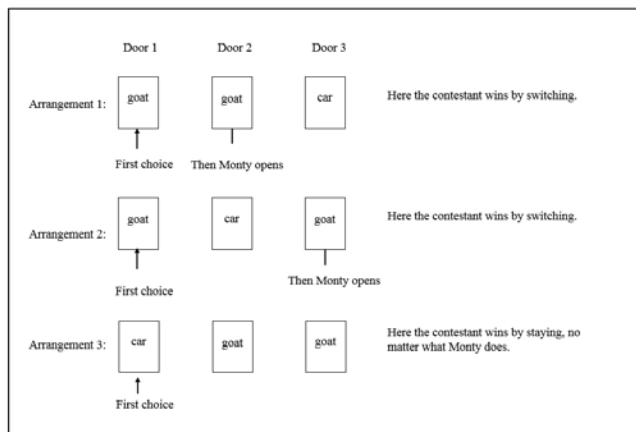 Door 1 Door 2 Door 3
Arrangement 1: goat goat car Here the contestant wins by switching.
First choice Then Monty opens
Arrangement 2: goat car goat Here the contestant wins by switching.
First choice Then Monty opens
Arrangement 3: car goat goat Here the contestant wins by staying, no
matter what Monty does.
First choice